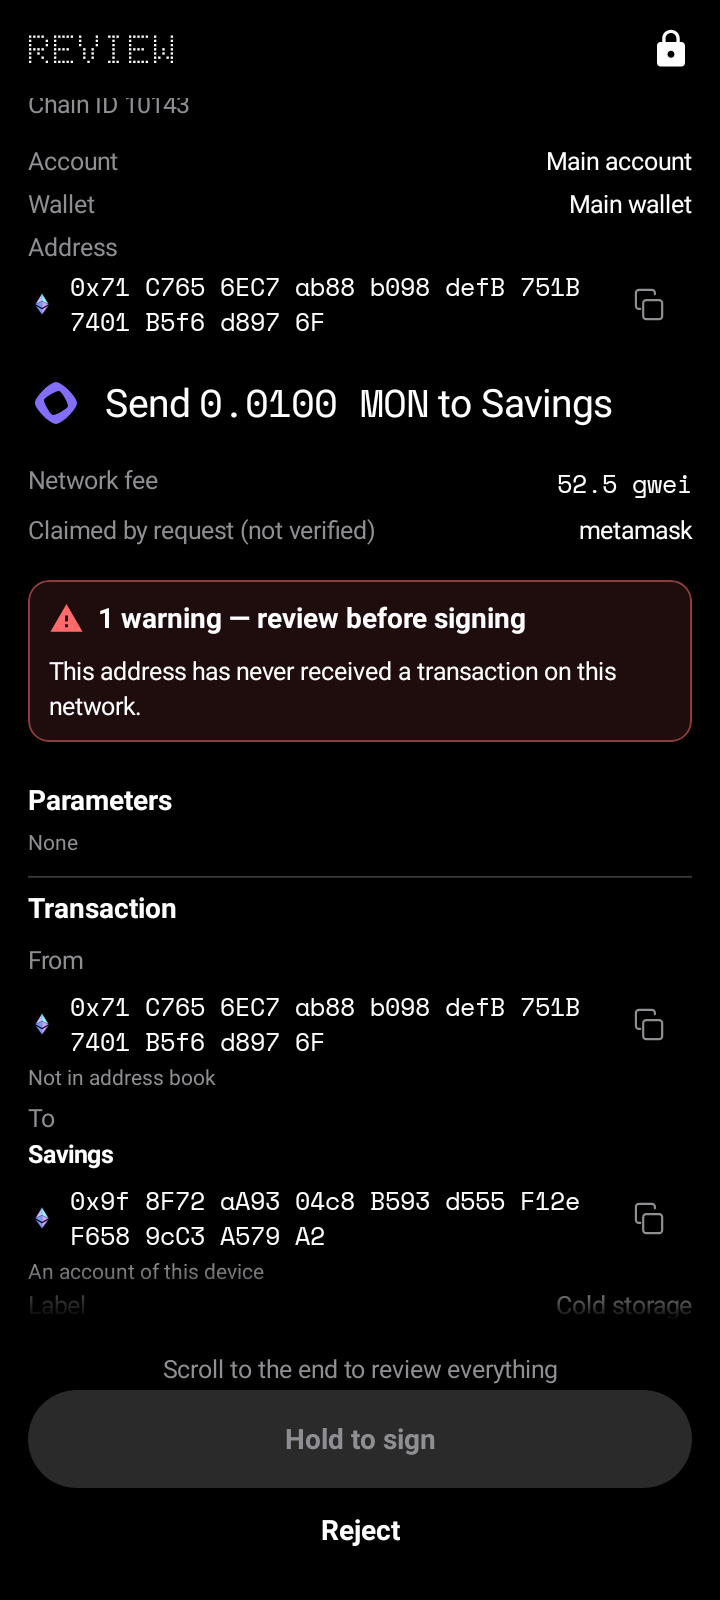 REVIEW
Chain ID 10143
Account Main account
Wallet Main wallet
Address
0x71 C765 6EC7 ab88 b098 defB 751B
7401 B5f6 d897 6F
Send 0.0100 MON to Savings
Network fee 52.5 gwei
Claimed by request (not verified) metamask
1 warning — review before signing
This address has never received a transaction on this
network.
Parameters
None
Transaction
From
0x71 C765 6EC7 ab88 b098 defB 751B
7401 B5f6 d897 6F
Not in address book
To
Savings
0x9f 8F72 aA93 04c8 B593 d555 F12e
F658 9cC3 A579 A2
An account of this device
Label Cold storage
Scroll to the end to review everything
Hold to sign
Reject